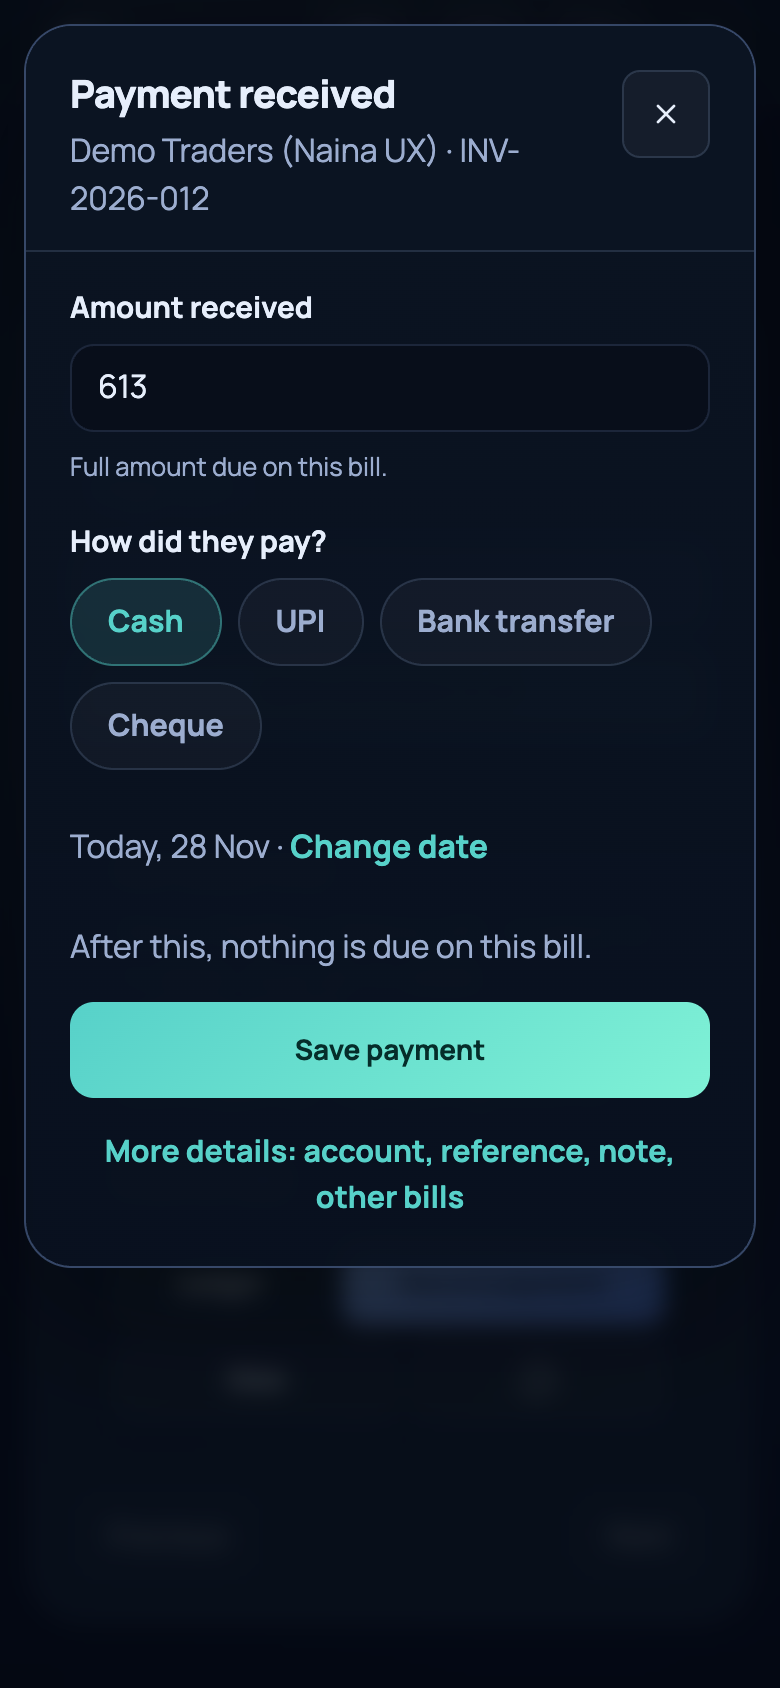 Payment received
Demo Traders (Naina UX) · INV-
2026-012
Amount received
613
Full amount due on this bill.
How did they pay?
Cash
UPI
Bank transfer
Cheque
Today, 28 Nov · Change date
After this, nothing is due on this bill.
Save payment
More details: account, reference, note,
other bills